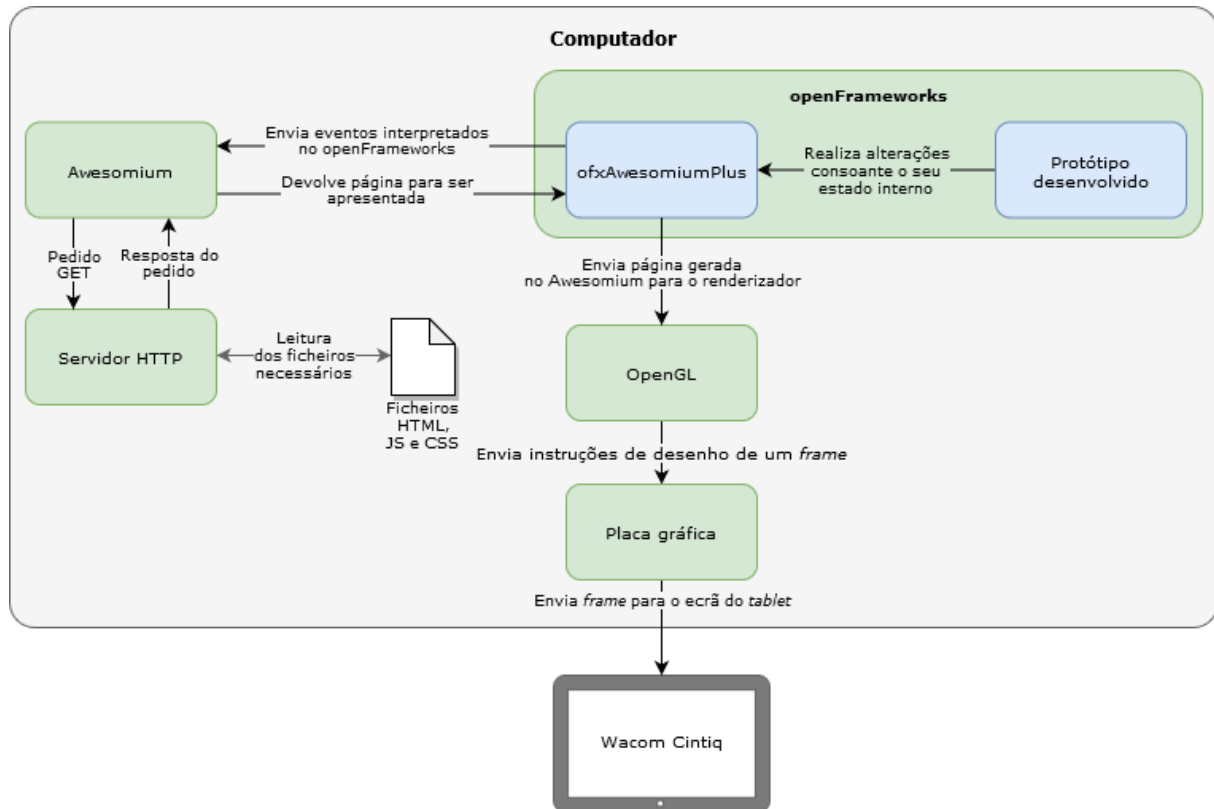 Computador
openFrameworks
Awesomium
Envia eventos interpretados
no openFrameworks
Devolve página para ser
apresentada
ofxAwesomiumPlus
Realiza alterações
consoante o seu
estado interno
Protótipo
desenvolvido
Pedido
GET
Resposta do
pedido
Envia página gerada
no Awesomium para o renderizador
Servidor HTTP
Leitura
dos ficheiros
necessários
Ficheiros
HTML,
JS e CSS
OpenGL
Envia instruções de desenho de um frame
Placa gráfica
Envia frame para o ecrã do tablet
Wacom Cintiq